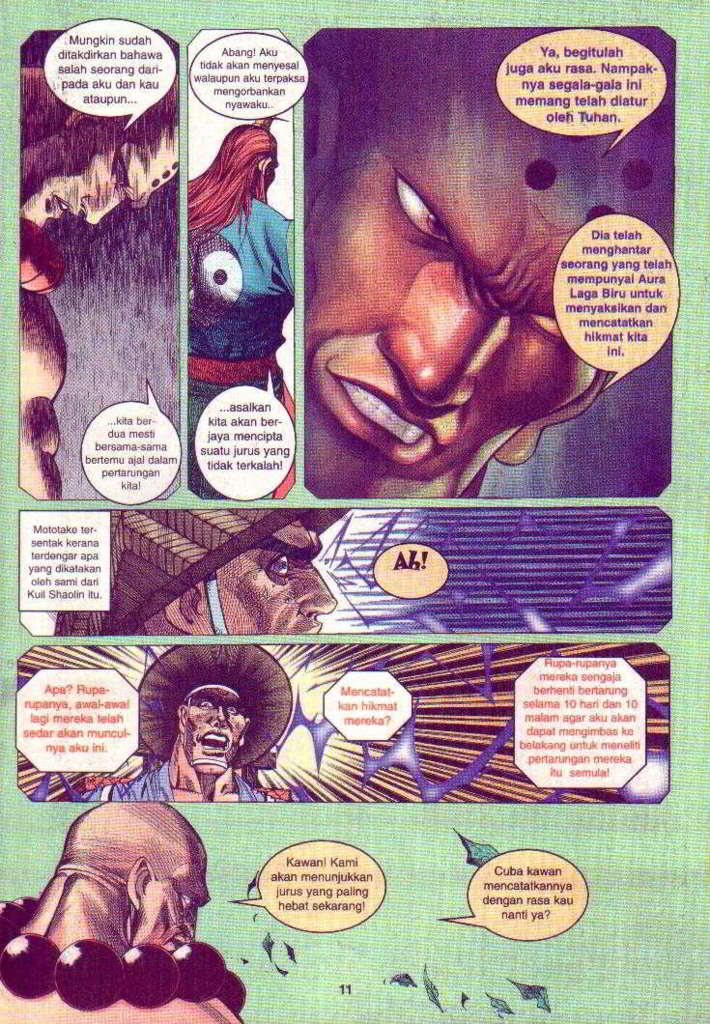 Mungkin sudah
ditakdirkan bahawa
salah seorang dari-
pada aku dan kau
ataupun...
...kita ber-
dua mesti
bersama-sama
bertemu ajal dalam
pertarungan
kita!
Abang! Aku
tidak akan menyesal
walaupun aku terpaksa
mengorbankan
nyawaku..
...asalkan
kita akan ber-
jaya mencipta
suatu jurus yang
tidak terkalah!
Ya, begitulah
juga aku rasa. Nampak-
nya segala-gala ini
memang telah diatur
oleh Tuhan.
Dia telah
menghantar
seorang yang telah
mempunyai Aura
Laga Biru untuk
menyaksikan dan
mencatatkan
hikmat kita
ini.
Mototake ter-
sentak kerana
terdengar apa
yang dikatakan
oleh sami dari
Kuil Shaolin itu.
Ah!
Apa? Rupa-
rupanya, awal-awal
lagi mereka telah
sedar akan muncul-
nya aku ini.
Mencatat-
kan hikmat
mereka?
Rupa-rupanya
mereka sengaja
berhenti bertarung
selama 10 hari dan 10
malam agar aku akan
dapat mengimbas ke
belakang untuk meneliti
pertarungan mereka
itu semula!
Kawan! Kami
akan menunjukkan
jurus yang paling
hebat sekarang!
Cuba kawan
mencatatkannya
dengan rasa kau
nanti ya?
11